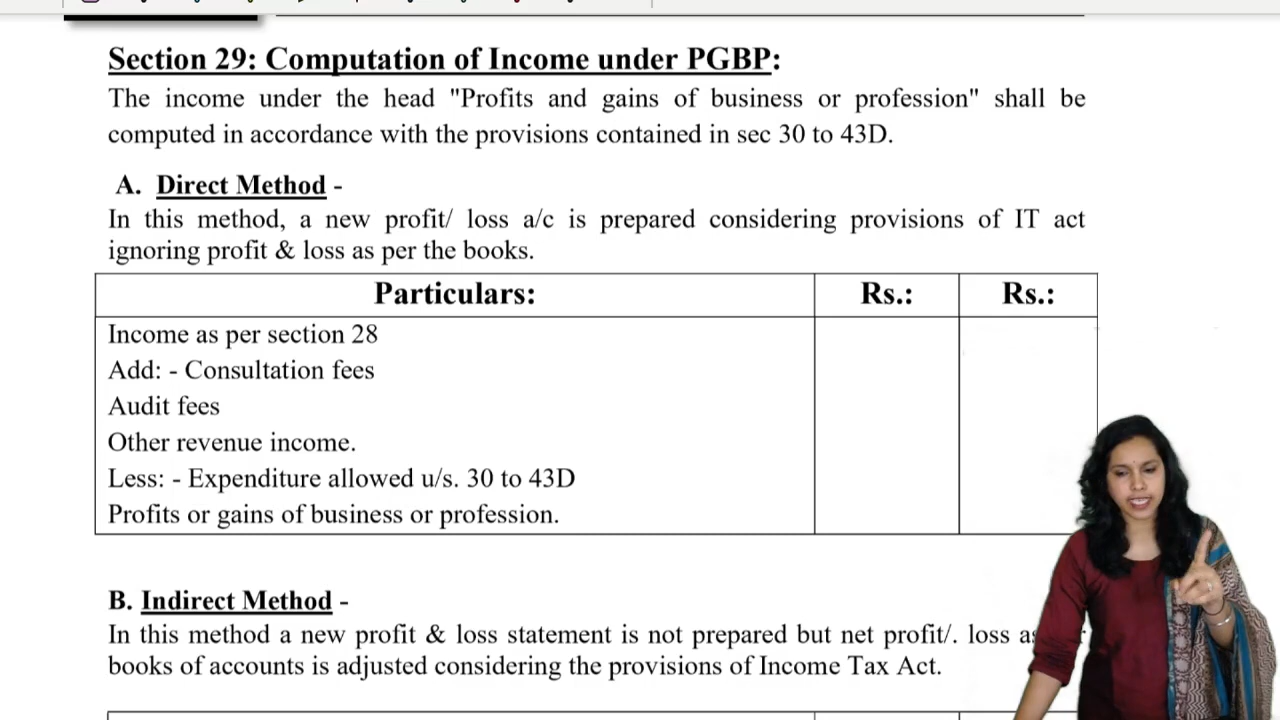 Section 29: Computation of Income under PGBP:
The income under the head "Profits and gains of business or profession" shall be
computed in accordance with the provisions contained in sec 30 to 43D.
A. Direct Method -
In this method, a new profit/ loss a/c is prepared considering provisions of IT act
ignoring profit & loss as per the books.
Particulars: Rs.: Rs.:
Income as per section 28
Add: - Consultation fees
Audit fees
Other revenue income.
Less: - Expenditure allowed u/s. 30 to 43D
Profits or gains of business or profession.
B. Indirect Method -
In this method a new profit & loss statement is not prepared but net profit/. loss
books of accounts is adjusted considering the provisions of Income Tax Act.